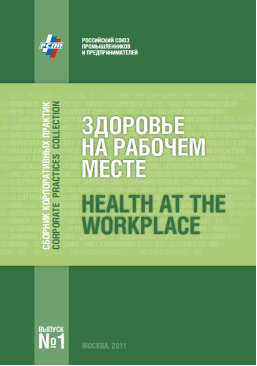 РСПП
РОССИЙСКИЙ СОЮЗ
ПРОМЫШЛЕННИКОВ
И ПРЕДПРИНИМАТЕЛЕЙ
СБОРНИК КОРПОРАТИВНЫХ ПРАКТИК
CORPORATE PRACTICES COLLECTION
ЗДОРОВЬЕ
НА РАБОЧЕМ
МЕСТЕ
HEALTH AT THE
WORKPLACE
ВЫПУСК
№1
МОСКВА, 2011